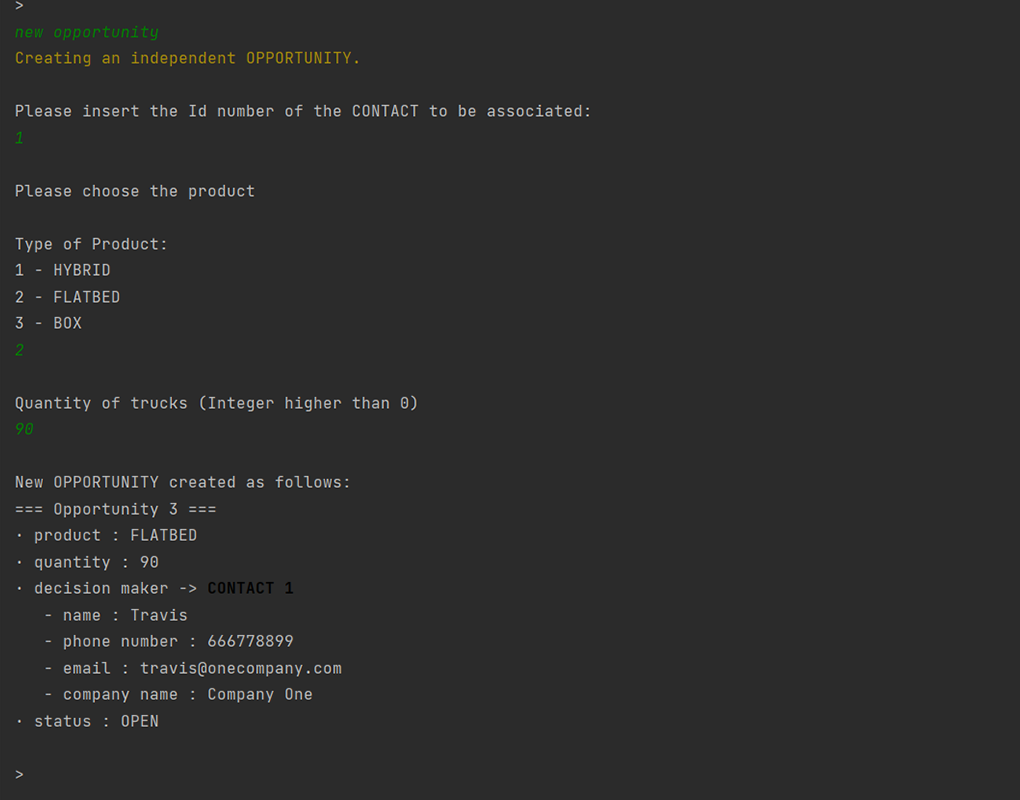 >
new opportunity
Creating an independent OPPORTUNITY.
Please insert the Id number of the CONTACT to be associated:
1
Please choose the product
Type of Product:
1 - HYBRID
2 - FLATBED
3 - BOX
2
Quantity of trucks (Integer higher than 0)
90
New OPPORTUNITY created as follows:
=== Opportunity 3 ===
· product : FLATBED
· quantity : 90
· decision maker -> CONTACT 1
- name : Travis
- phone number : 666778899
- email : travis@onecompany.com
- company name : Company One
· status : OPEN
>